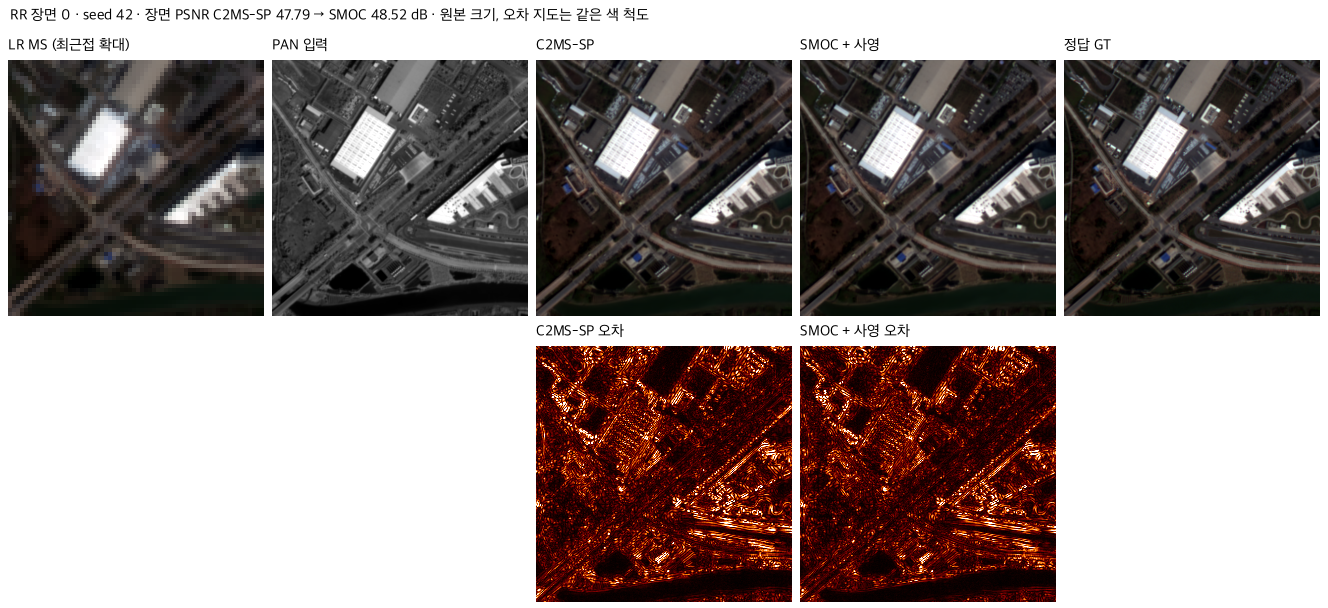 RR 장면 0 · seed 42 · 장면 PSNR C2MS-SP 47.79 → SMOC 48.52 dB · 원본 크기, 오차 지도는 같은 색 척도
LR MS (최근접 확대)
PAN 입력
C2MS-SP
SMOC + 사영
정답 GT
C2MS-SP 오차
SMOC + 사영 오차